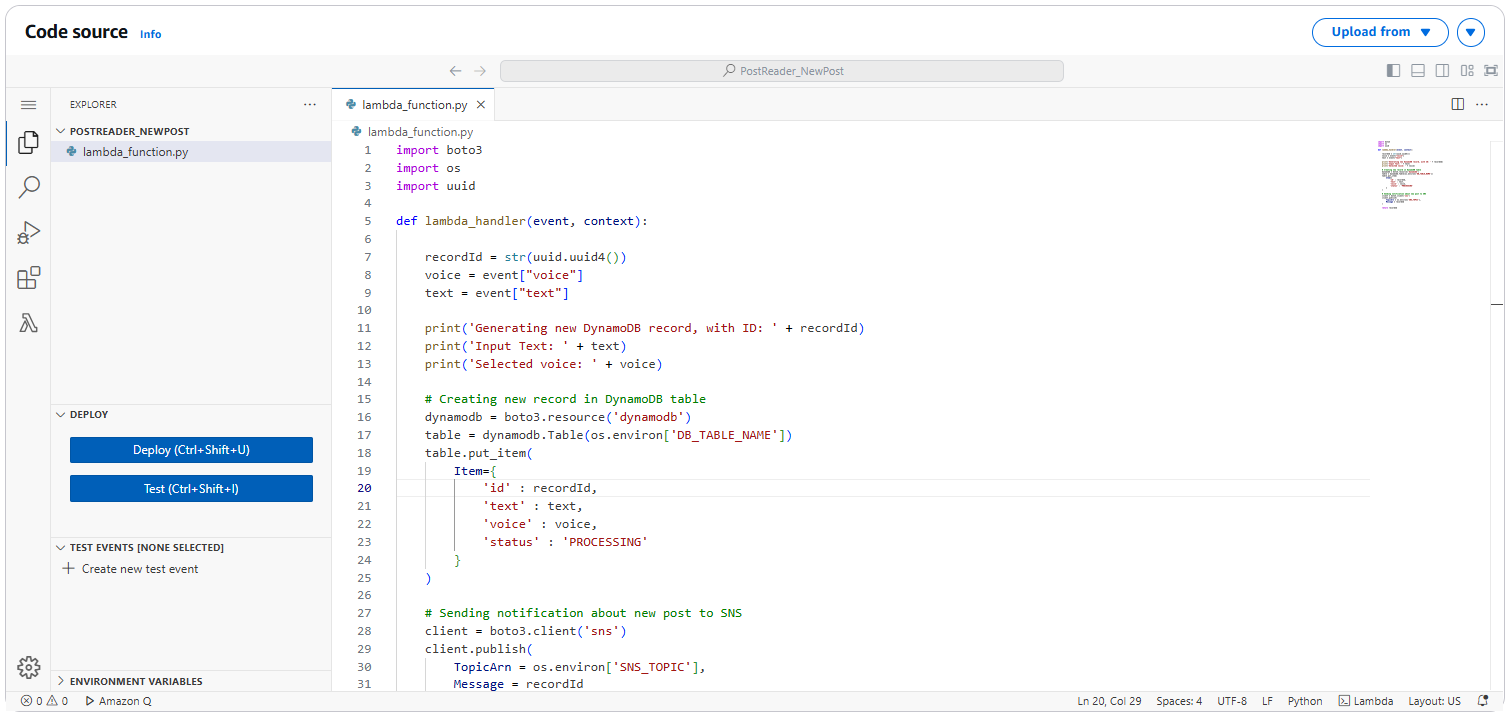 Code source Info
Upload from
PostReader_NewPost
EXPLORER
POSTREADER_NEWPOST
lambda_function.py
DEPLOY
Deploy (Ctrl+Shift+U)
Test (Ctrl+Shift+I)
TEST EVENTS [NONE SELECTED]
Create new test event
ENVIRONMENT VARIABLES
lambda_function.py
lambda_function.py
1 import boto3
2 import os
3 import uuid
4
5 def lambda_handler(event, context):
6
7 recordId = str(uuid.uuid4())
8 voice = event["voice"]
9 text = event["text"]
10
11 print('Generating new DynamoDB record, with ID: ' + recordId)
12 print('Input Text: ' + text)
13 print('Selected voice: ' + voice)
14
15 # Creating new record in DynamoDB table
16 dynamodb = boto3.resource('dynamodb')
17 table = dynamodb.Table(os.environ['DB_TABLE_NAME'])
18 table.put_item(
19 Item={
20 'id' : recordId,
21 'text' : text,
22 'voice' : voice,
23 'status' : 'PROCESSING'
24 }
25 )
26
27 # Sending notification about new post to SNS
28 client = boto3.client('sns')
29 client.publish(
30 TopicArn = os.environ['SNS_TOPIC'],
31 Message = recordId
0 0 Amazon Q Ln 20, Col 29 Spaces: 4 UTF-8 LF Python Lambda Layout: US